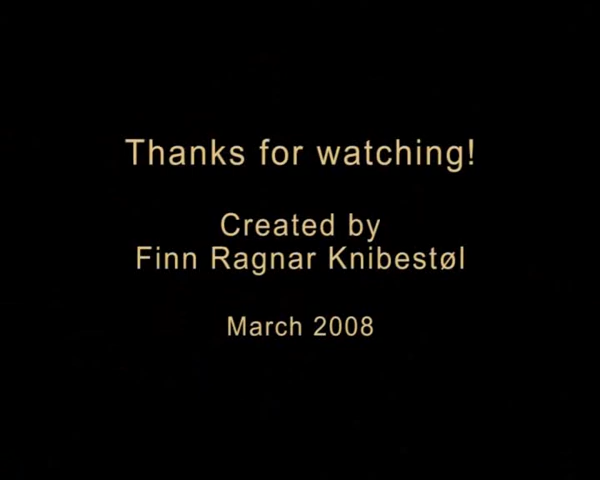 Thanks for watching!
Created by
Finn Ragnar Knibestøl
March 2008